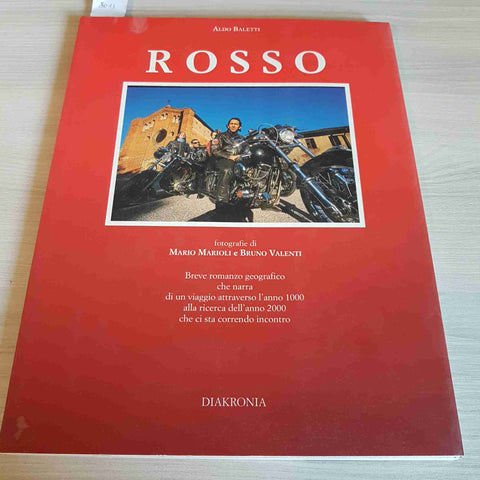 ALDO BALETTI
ROSSO
fotografie di
MARIO MARIOLI e BRUNO VALENTI
Breve romanzo geografico
che narra
di un viaggio attraverso l'anno 1000
alla ricerca dell'anno 2000
che ci sta correndo incontro
DIAKRONIA